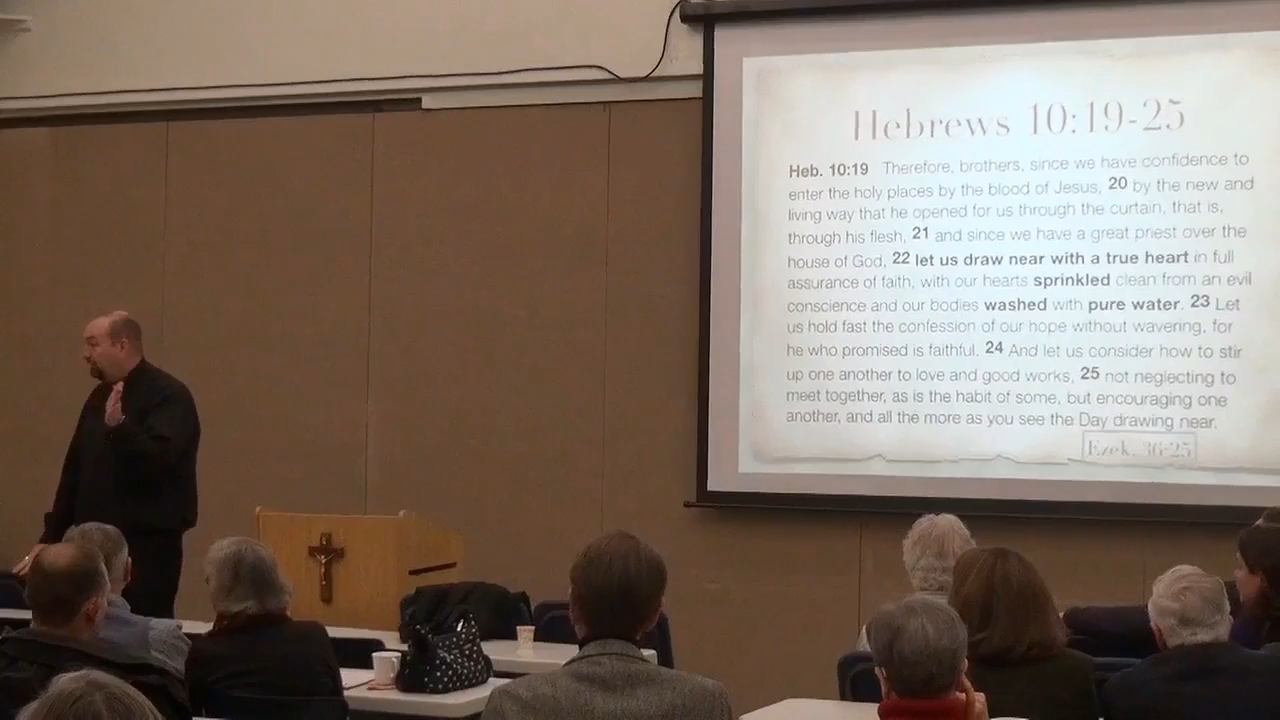 Hebrews 10:19-25
Heb. 10:19 Therefore, brothers, since we have confidence to
enter the holy places by the blood of Jesus, 20 by the new and
living way that he opened for us through the curtain, that is,
through his flesh, 21 and since we have a great priest over the
house of God, 22 let us draw near with a true heart in full
assurance of faith, with our hearts sprinkled clean from an evil
conscience and our bodies washed with pure water. 23 Let
us hold fast the confession of our hope without wavering, for
he who promised is faithful. 24 And let us consider how to stir
up one another to love and good works, 25 not neglecting to
meet together, as is the habit of some, but encouraging one
another, and all the more as you see the Day drawing near.
Ezek. 36:25